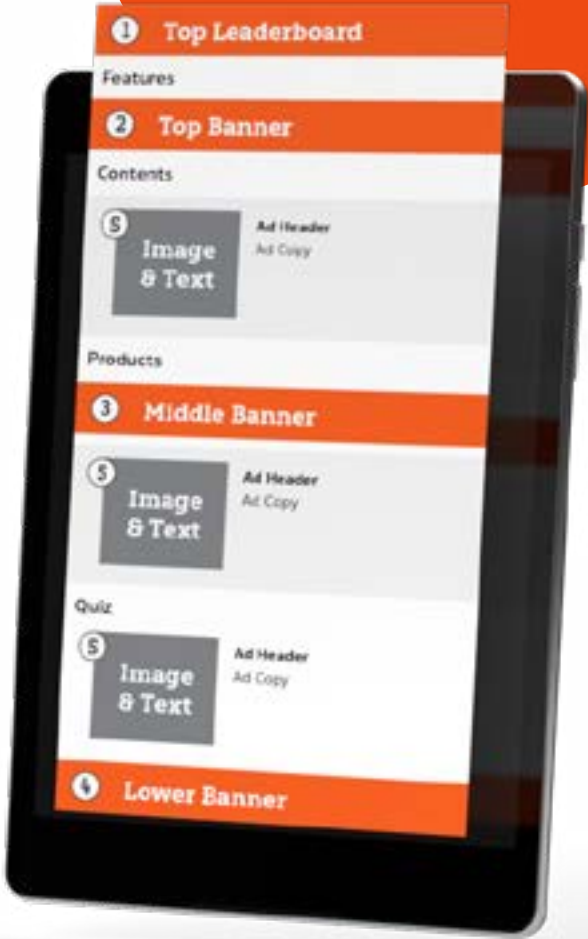 1 Top Leaderboard
Features
2 Top Banner
Contents
5
Image
& Text
Ad Header
Ad Copy
Products
3 Middle Banner
5
Image
& Text
Ad Header
Ad Copy
Quiz
5
Image
& Text
Ad Header
Ad Copy
4 Lower Banner